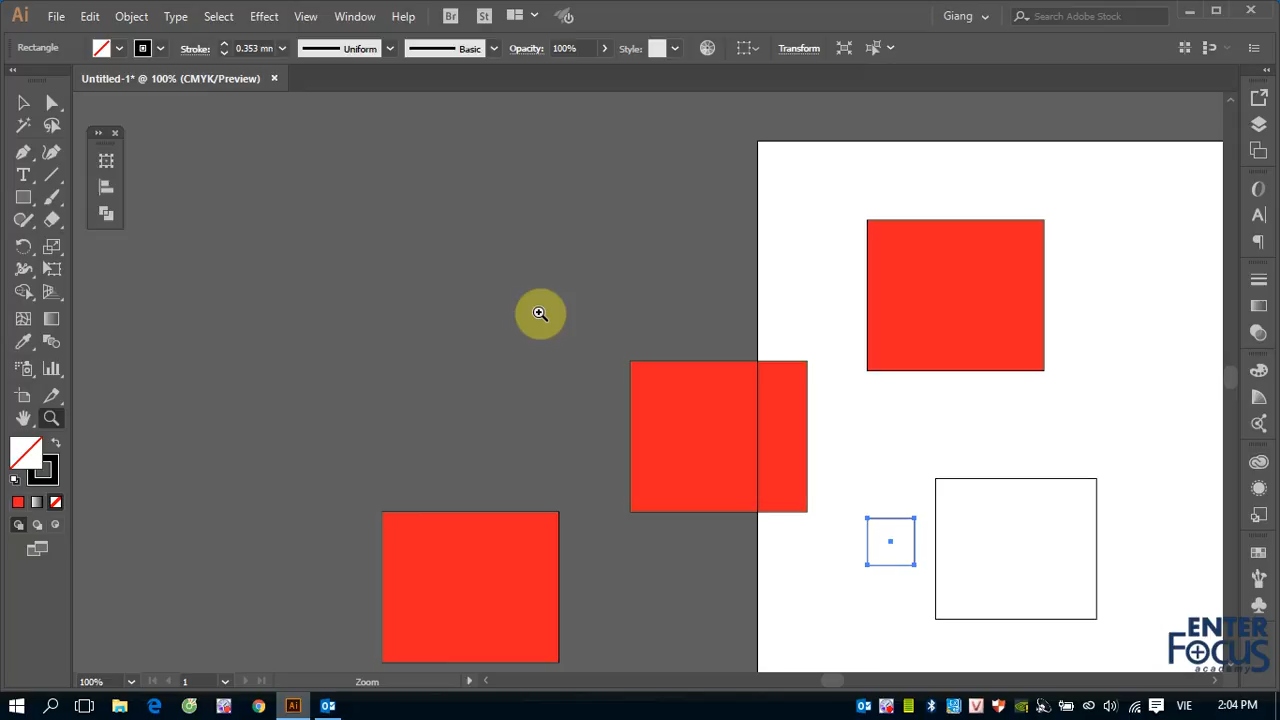 Ai File Edit Object Type Select Effect View Window Help Br St Giang Search Adobe Stock
Rectangle Stroke: 0.353 mn Uniform Basic Opacity: 100% Style: Transform
Untitled-1* @ 100% (CMYK/Preview)
ENTER
FOCUS
academy
100% 1 Zoom
Ai VIE 2:04 PM